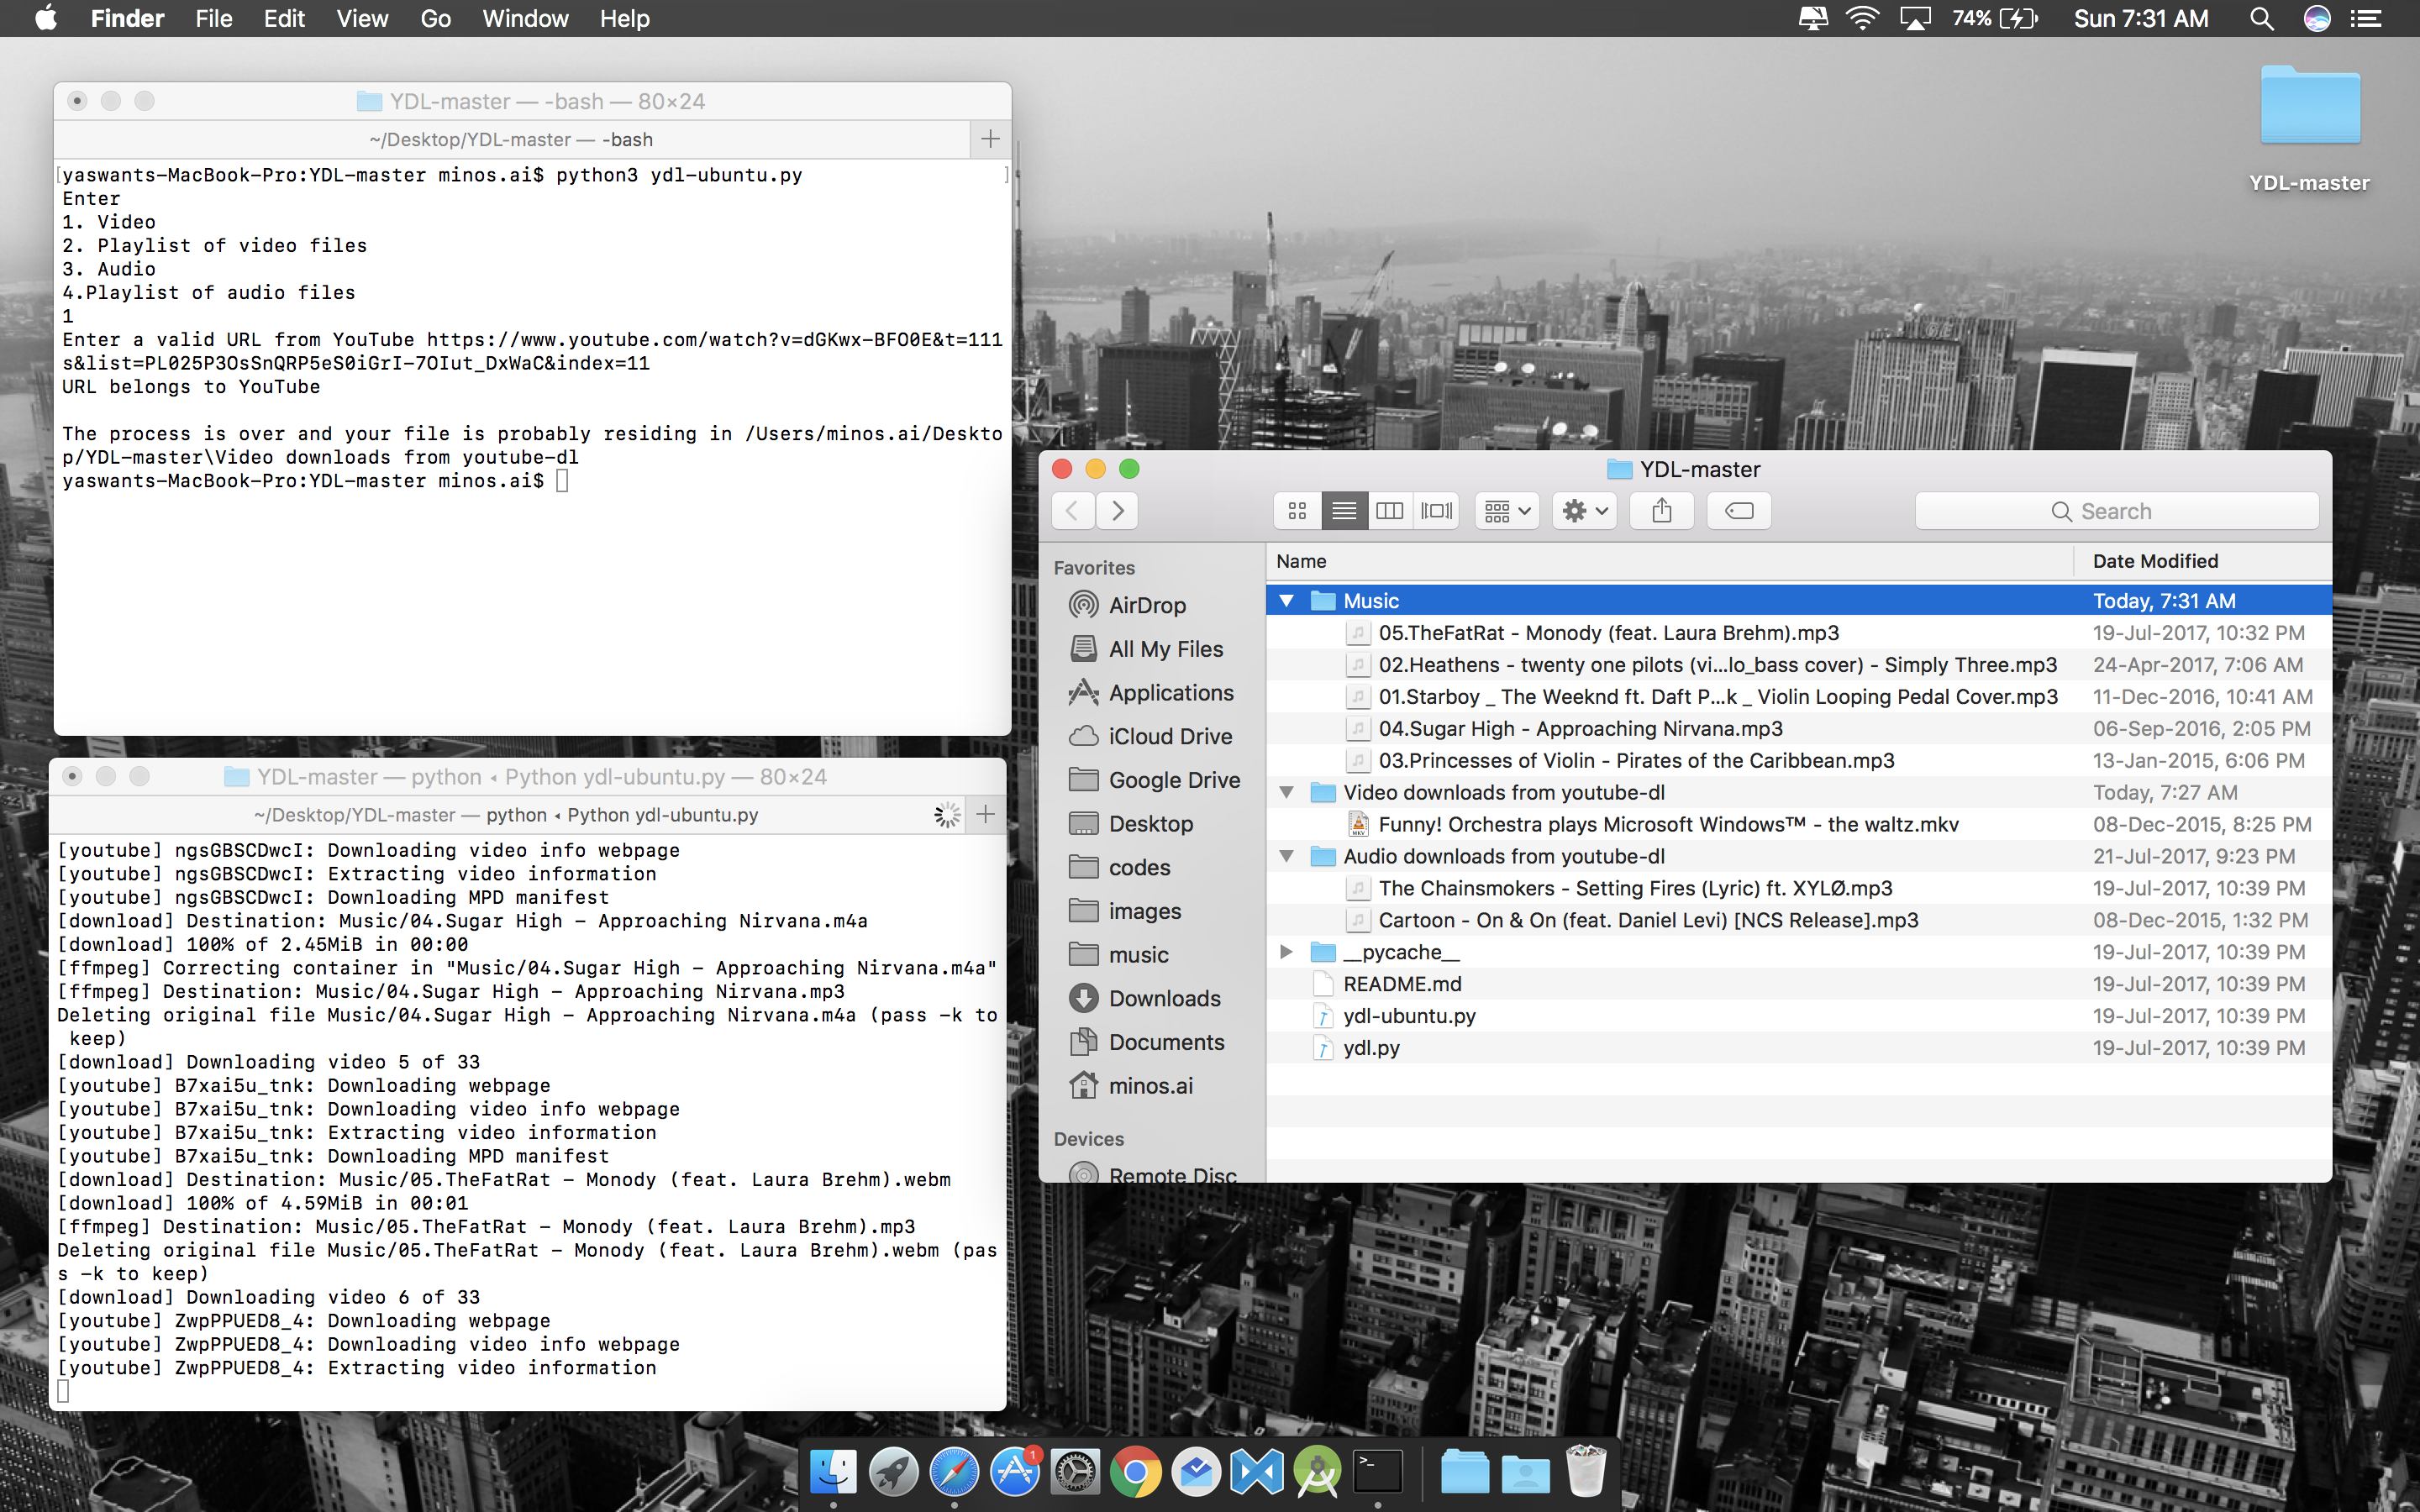 Finder File Edit View Go Window Help 74% Sun 7:31 AM
YDL-master
YDL-master — -bash — 80×24
~/Desktop/YDL-master — -bash
[yaswants-MacBook-Pro:YDL-master minos.ai$ python3 ydl-ubuntu.py ]
Enter
1. Video
2. Playlist of video files
3. Audio
4.Playlist of audio files
1
Enter a valid URL from YouTube https://www.youtube.com/watch?v=dGKwx-BFO0E&t=111
s&list=PL025P3OsSnQRP5eS0iGrI-7OIut_DxWaC&index=11
URL belongs to YouTube
The process is over and your file is probably residing in /Users/minos.ai/Deskto
p/YDL-master\Video downloads from youtube-dl
yaswants-MacBook-Pro:YDL-master minos.ai$
YDL-master — python ◂ Python ydl-ubuntu.py — 80×24
~/Desktop/YDL-master — python ◂ Python ydl-ubuntu.py
[youtube] ngsGBSCDwcI: Downloading video info webpage
[youtube] ngsGBSCDwcI: Extracting video information
[youtube] ngsGBSCDwcI: Downloading MPD manifest
[download] Destination: Music/04.Sugar High – Approaching Nirvana.m4a
[download] 100% of 2.45MiB in 00:00
[ffmpeg] Correcting container in "Music/04.Sugar High – Approaching Nirvana.m4a"
[ffmpeg] Destination: Music/04.Sugar High – Approaching Nirvana.mp3
Deleting original file Music/04.Sugar High – Approaching Nirvana.m4a (pass -k to
keep)
[download] Downloading video 5 of 33
[youtube] B7xai5u_tnk: Downloading webpage
[youtube] B7xai5u_tnk: Downloading video info webpage
[youtube] B7xai5u_tnk: Extracting video information
[youtube] B7xai5u_tnk: Downloading MPD manifest
[download] Destination: Music/05.TheFatRat – Monody (feat. Laura Brehm).webm
[download] 100% of 4.59MiB in 00:01
[ffmpeg] Destination: Music/05.TheFatRat – Monody (feat. Laura Brehm).mp3
Deleting original file Music/05.TheFatRat – Monody (feat. Laura Brehm).webm (pas
s -k to keep)
[download] Downloading video 6 of 33
[youtube] ZwpPPUED8_4: Downloading webpage
[youtube] ZwpPPUED8_4: Downloading video info webpage
[youtube] ZwpPPUED8_4: Extracting video information
YDL-master
Search
Favorites
AirDrop
All My Files
Applications
iCloud Drive
Google Drive
Desktop
codes
images
music
Downloads
Documents
minos.ai
Devices
Remote Disc
Name Date Modified
Music Today, 7:31 AM
05.TheFatRat - Monody (feat. Laura Brehm).mp3 19-Jul-2017, 10:32 PM
02.Heathens - twenty one pilots (vi...lo_bass cover) - Simply Three.mp3 24-Apr-2017, 7:06 AM
01.Starboy _ The Weeknd ft. Daft P...k _ Violin Looping Pedal Cover.mp3 11-Dec-2016, 10:41 AM
04.Sugar High - Approaching Nirvana.mp3 06-Sep-2016, 2:05 PM
03.Princesses of Violin - Pirates of the Caribbean.mp3 13-Jan-2015, 6:06 PM
Video downloads from youtube-dl Today, 7:27 AM
Funny! Orchestra plays Microsoft Windows™ - the waltz.mkv 08-Dec-2015, 8:25 PM
Audio downloads from youtube-dl 21-Jul-2017, 9:23 PM
The Chainsmokers - Setting Fires (Lyric) ft. XYLØ.mp3 19-Jul-2017, 10:39 PM
Cartoon - On & On (feat. Daniel Levi) [NCS Release].mp3 08-Dec-2015, 1:32 PM
__pycache__ 19-Jul-2017, 10:39 PM
README.md 19-Jul-2017, 10:39 PM
ydl-ubuntu.py 19-Jul-2017, 10:39 PM
ydl.py 19-Jul-2017, 10:39 PM
1